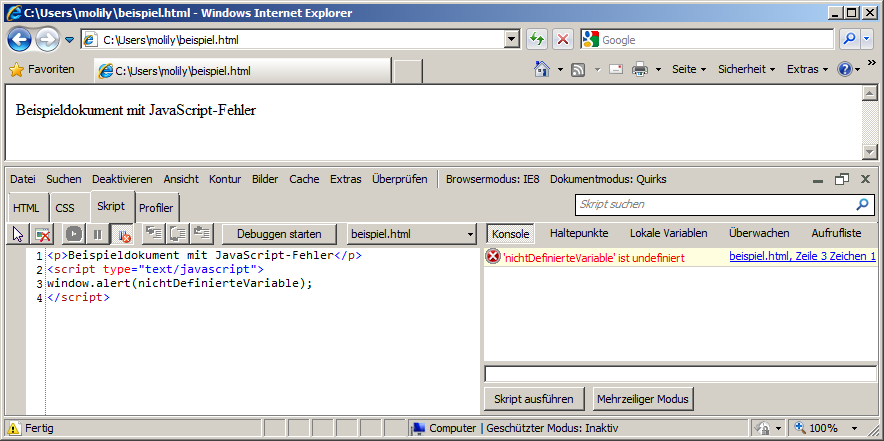 C:\Users\molily\beispiel.html - Windows Internet Explorer
C:\Users\molily\beispiel.html
Google
Favoriten
C:\Users\molily\beispiel.html
Seite
Sicherheit
Extras
Beispieldokument mit JavaScript-Fehler
Datei Suchen Deaktivieren Ansicht Kontur Bilder Cache Extras Überprüfen Browsermodus: IE8 Dokumentmodus: Quirks
HTML CSS Skript Profiler
Skript suchen
Debuggen starten
beispiel.html
Konsole Haltepunkte Lokale Variablen Überwachen Aufrufliste
1 <p>Beispieldokument mit JavaScript-Fehler</p>
2 <script type="text/javascript">
3 window.alert(nichtDefinierteVariable);
4 </script>
'nichtDefinierteVariable' ist undefiniert
beispiel.html, Zeile 3 Zeichen 1
Skript ausführen
Mehrzeiliger Modus
Fertig
Computer | Geschützter Modus: Inaktiv
100%